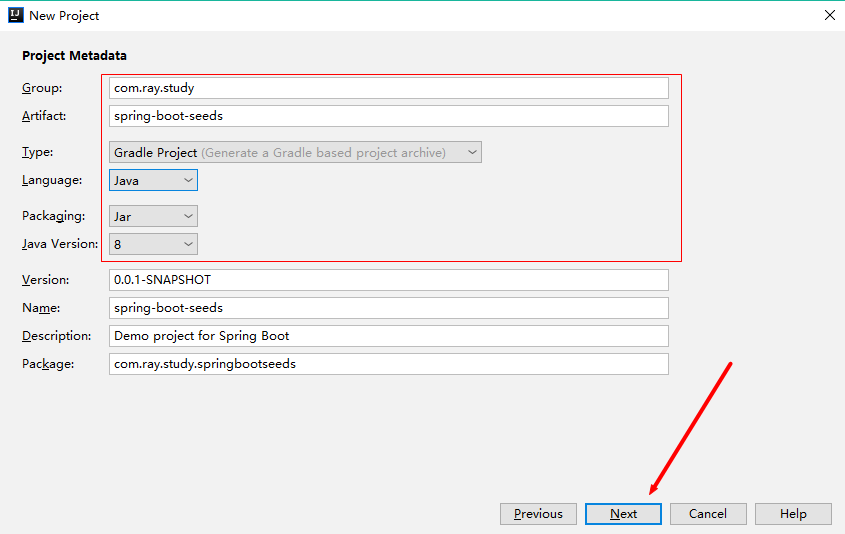 IJ New Project
Project Metadata
Group: com.ray.study
Artifact: spring-boot-seeds
Type: Gradle Project (Generate a Gradle based project archive)
Language: Java
Packaging: Jar
Java Version: 8
Version: 0.0.1-SNAPSHOT
Name: spring-boot-seeds
Description: Demo project for Spring Boot
Package: com.ray.study.springbootseeds
Previous Next Cancel Help